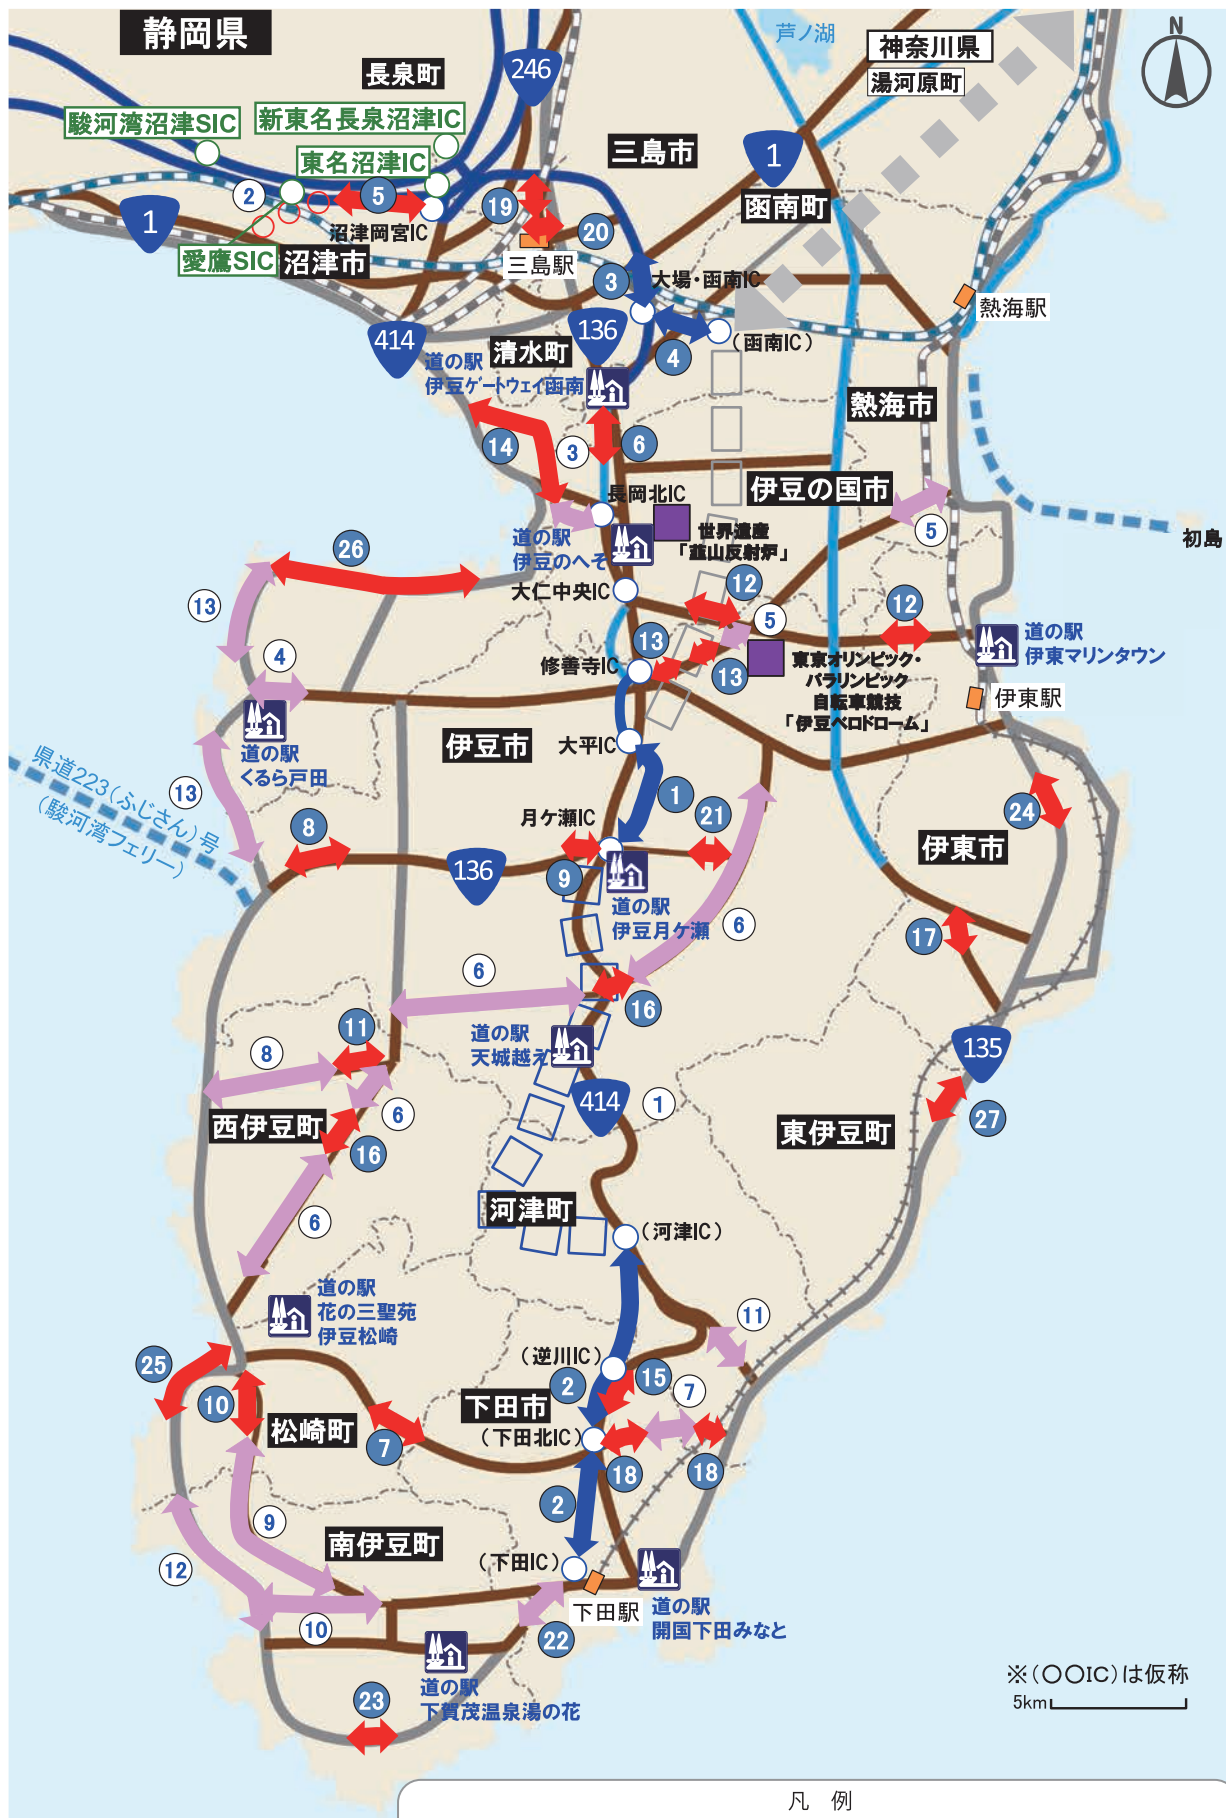 静岡県
芦ノ湖
神奈川県
湯河原町
N
長泉町
246
駿河湾沼津SIC
新東名長泉沼津IC
東名沼津IC
三島市
1
函南町
2
5
19
20
1
沼津岡宮IC
愛鷹SIC
沼津市
三島駅
3
大場・函南IC
熱海駅
414
136
清水町
4
(函南IC)
道の駅
伊豆ゲートウェイ函南
熱海市
14
3
6
伊豆の国市
長岡北IC
5
初島
道の駅
伊豆のへそ
世界遺産
「韮山反射炉」
26
13
大仁中央IC
12
5
12
道の駅
伊東マリンタウン
4
修善寺IC
13
13
東京オリンピック・
パラリンピック
自転車競技
「伊豆ベロドローム」
伊東駅
道の駅
くるら戸田
伊豆市
大平IC
県道223(ふじさん)号
(駿河湾フェリー)
13
1
21
24
8
月ケ瀬IC
伊東市
136
9
道の駅
伊豆月ケ瀬
6
17
6
16
11
道の駅
天城越え
135
8
414
1
6
西伊豆町
東伊豆町
27
16
河津町
6
(河津IC)
道の駅
花の三聖苑
伊豆松崎
11
25
(逆川IC)
2
15
7
10
松崎町
下田市
7
(下田北IC)
18
18
2
9
南伊豆町
12
(下田IC)
10
22
下田駅
道の駅
開国下田みなと
道の駅
下賀茂温泉湯の花
23
※(〇〇IC)は仮称
5km
凡 例